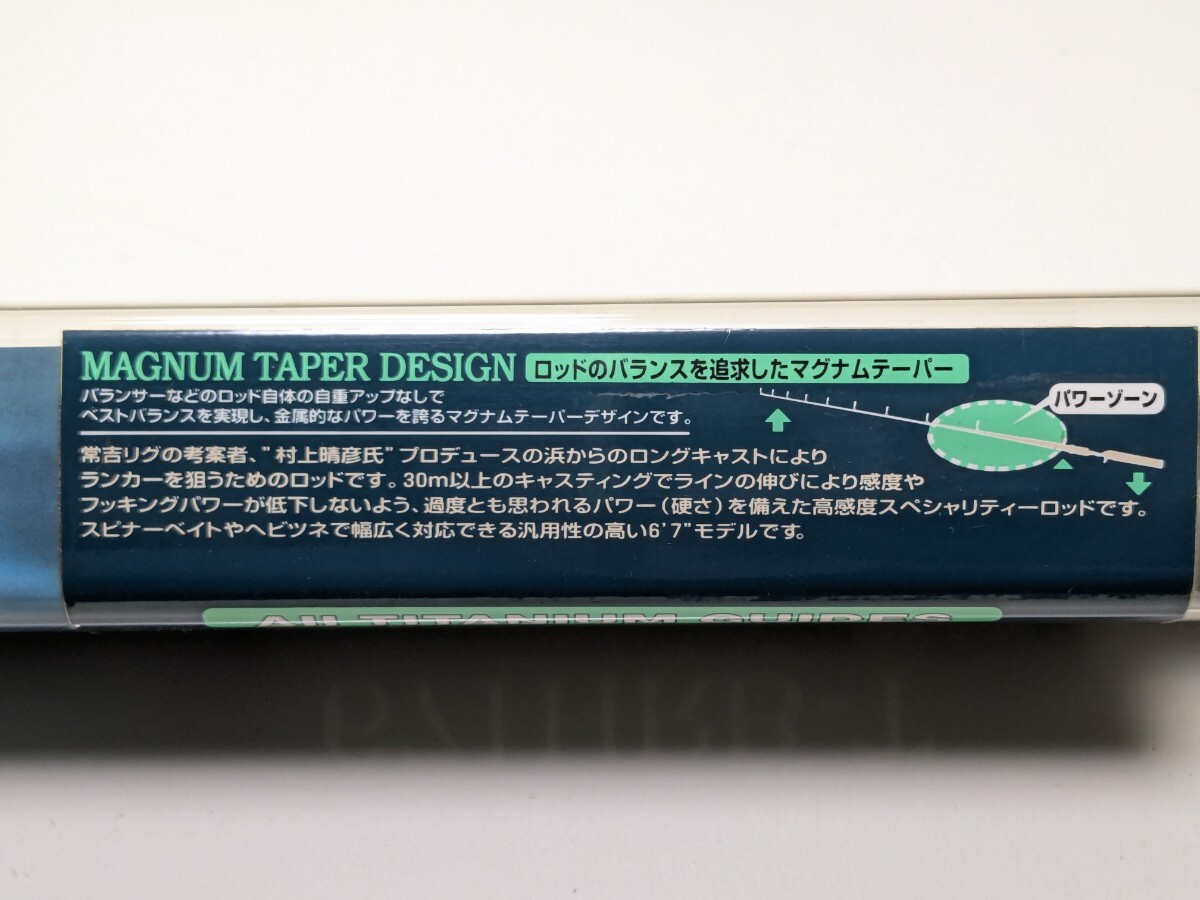 MAGNUM TAPER DESIGN ロッドのバランスを追求したマグナムテーパー
バランサーなどのロッド自体の自重アップなしで
ベストバランスを実現し、金属的なパワーを誇るマグナムテーパーデザインです。
パワーゾーン
常吉リグの考案者、"村上晴彦氏"プロデュースの浜からのロングキャストにより
ランカーを狙うためのロッドです。30m以上のキャスティングでラインの伸びにより感度や
フッキングパワーが低下しないよう、過度とも思われるパワー(硬さ)を備えた高感度スペシャリティーロッドです。
スピナーベイトやヘビツネで幅広く対応できる汎用性の高い6'7"モデルです。
All TITANIUM GUIDES